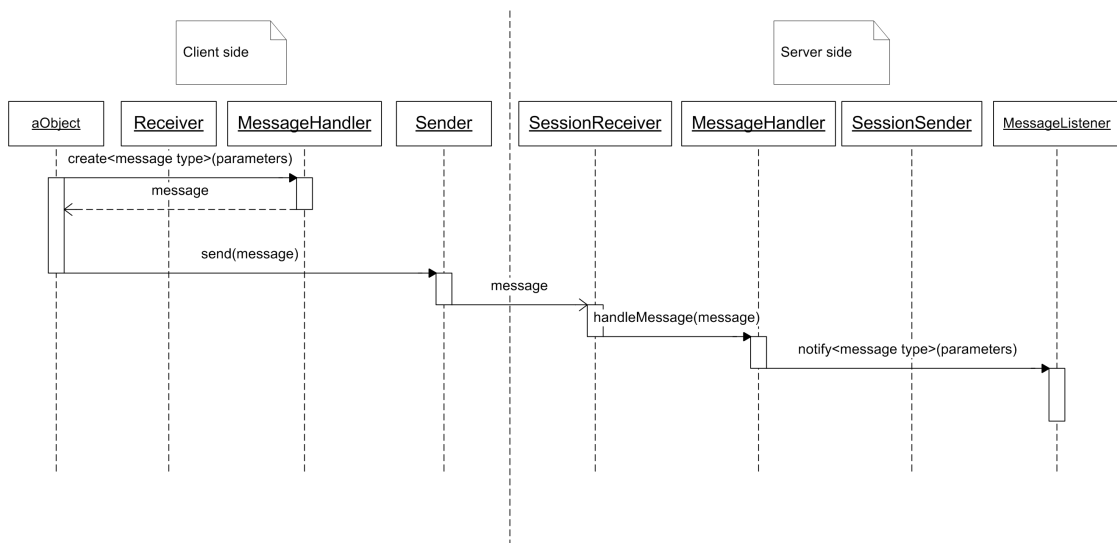 Client side
Server side
aObject
Receiver
MessageHandler
Sender
SessionReceiver
MessageHandler
SessionSender
MessageListener
create<message type>(parameters)
message
send(message)
message
handleMessage(message)
notify<message type>(parameters)